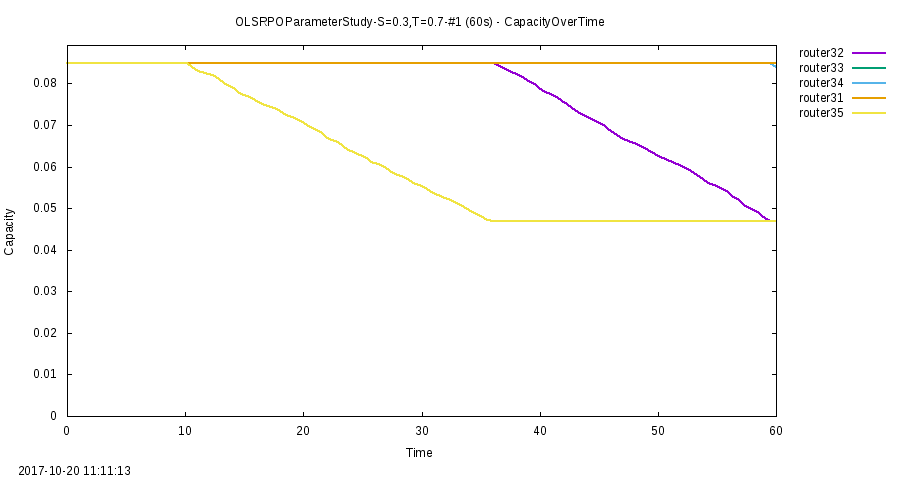 OLSRPOParameterStudy-S=0.3,T=0.7-#1 (60s) - CapacityOverTime
router32
router33
router34
router31
router35
0.08
0.07
0.06
0.05
0.04
0.03
0.02
0.01
0
Capacity
0 10 20 30 40 50 60
Time
2017-10-20 11:11:13